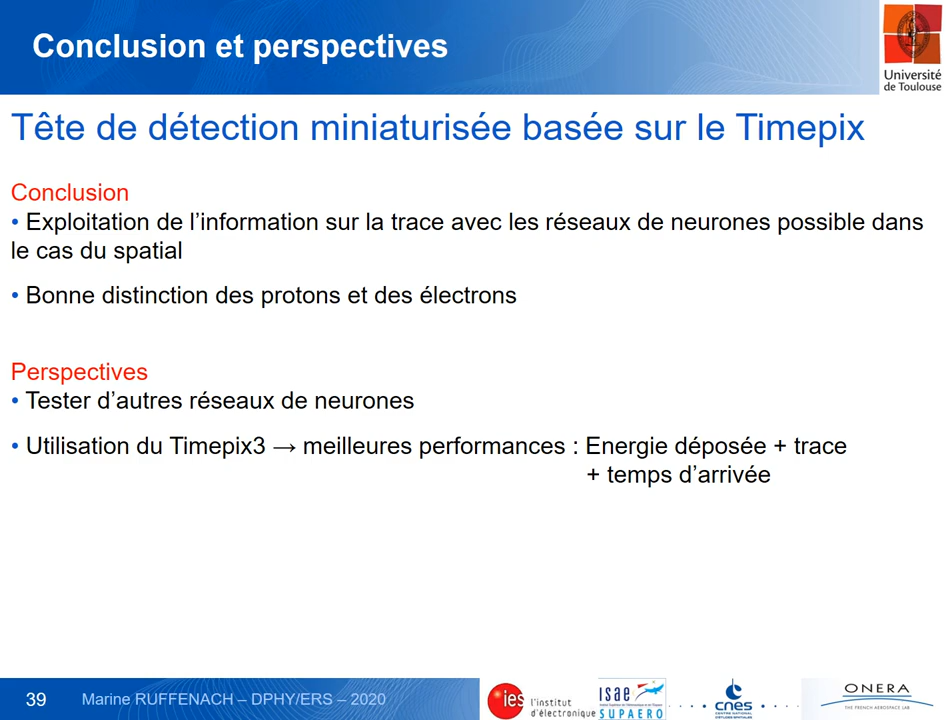 Conclusion et perspectives
Université
de Toulouse
Tête de détection miniaturisée basée sur le Timepix
Conclusion
• Exploitation de l’information sur la trace avec les réseaux de neurones possible dans
le cas du spatial
• Bonne distinction des protons et des électrons
Perspectives
• Tester d’autres réseaux de neurones
• Utilisation du Timepix3 → meilleures performances : Energie déposée + trace
+ temps d’arrivée
39
Marine RUFFENACH – DPHY/ERS – 2020
ies
l'institut
d'électronique
isae
SUPAERO
cnes
ONERA
THE FRENCH AEROSPACE LAB